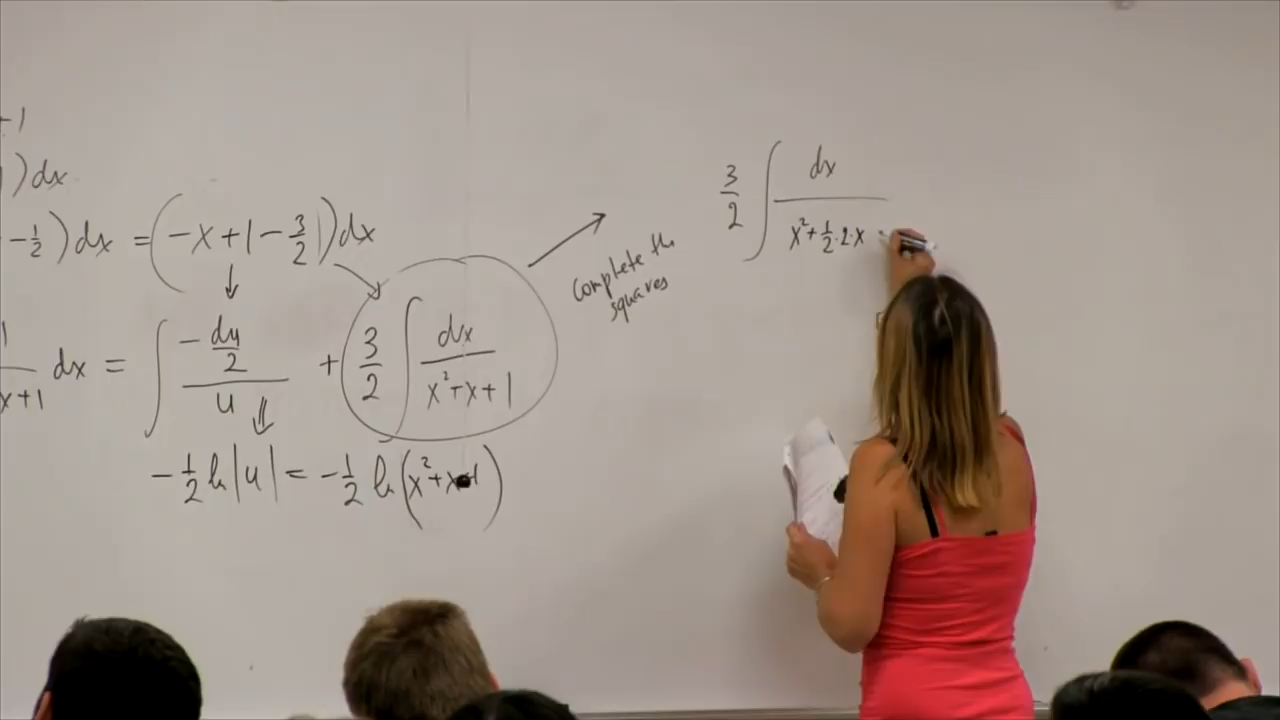 +1
)dx
-1/2)dx = (-x+1-3/2)dx
1/x+1 dx = ∫ -du/2 / u + 3/2 ∫ dx/x²+x+1
-1/2 ln|u| = -1/2 ln(x²+x+1)
Complete the
squares
3/2 ∫ dx/x²+1/2·2·x